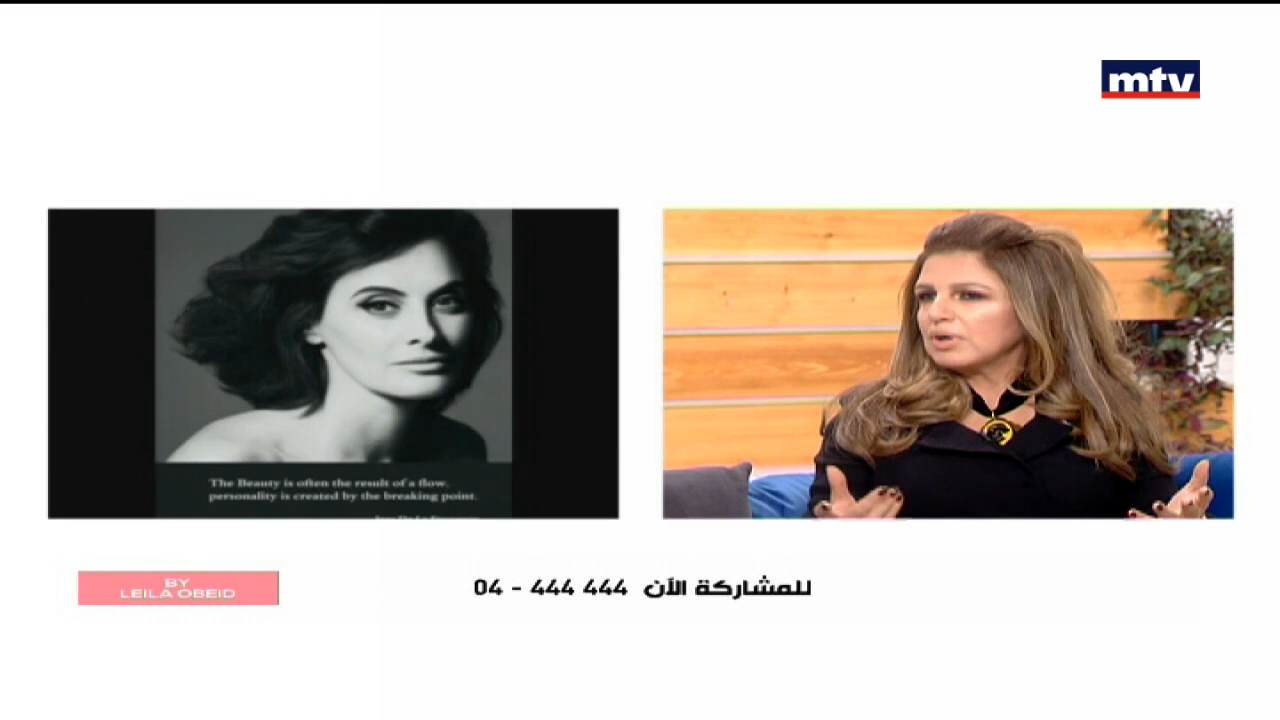 mtv
The Beauty is often the result of a flow,
personality is created by the breaking point.
BY
LEILA OBEID
للمشاركة الآن 444 444 - 04